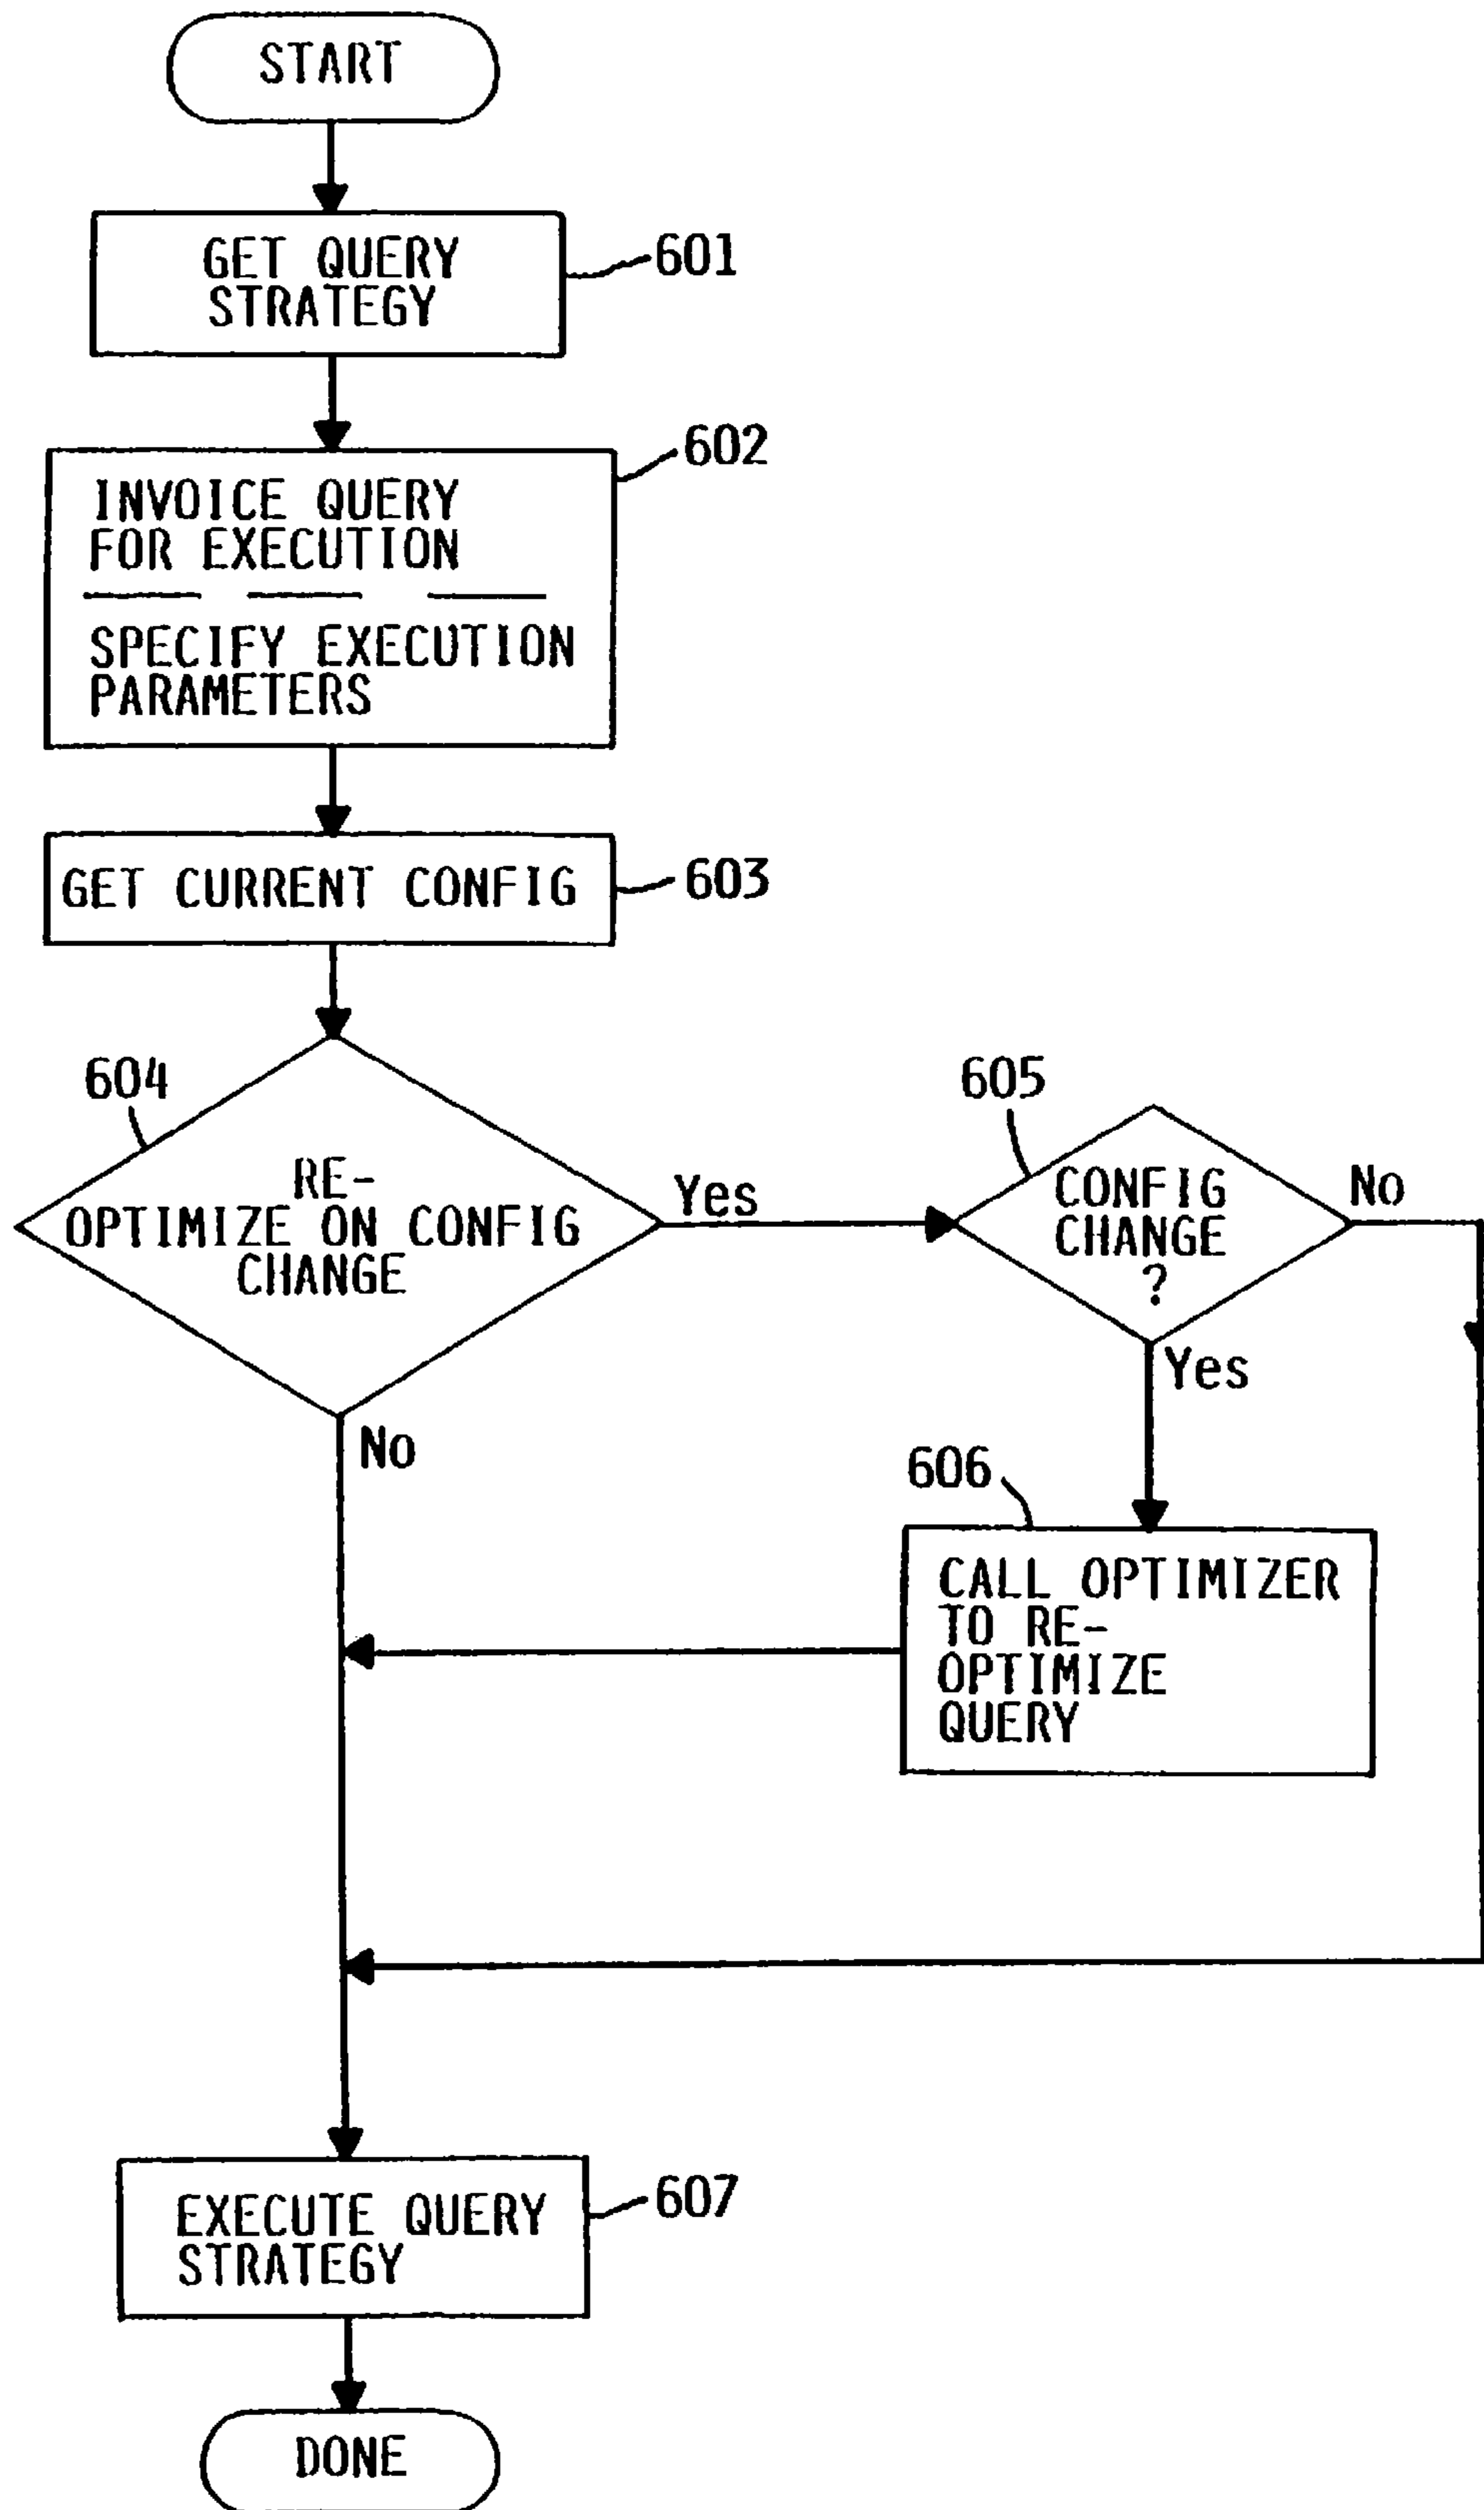 START
GET QUERY
STRATEGY
601
602
INVOICE QUERY
FOR EXECUTION
SPECIFY EXECUTION
PARAMETERS
GET CURRENT CONFIG
603
604
RE-
OPTIMIZE ON CONFIG
CHANGE
Yes
No
605
CONFIG
CHANGE
?
No
Yes
606
CALL OPTIMIZER
TO RE-
OPTIMIZE
QUERY
EXECUTE QUERY
STRATEGY
607
DONE